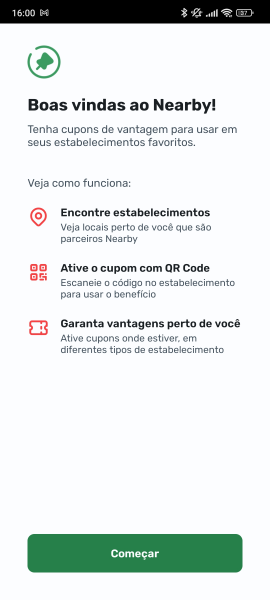 16:00
57
Boas vindas ao Nearby!
Tenha cupons de vantagem para usar em
seus estabelecimentos favoritos.
Veja como funciona:
Encontre estabelecimentos
Veja locais perto de você que são
parceiros Nearby
Ative o cupom com QR Code
Escaneie o código no estabelecimento
para usar o benefício
Garanta vantagens perto de você
Ative cupons onde estiver, em
diferentes tipos de estabelecimento
Começar